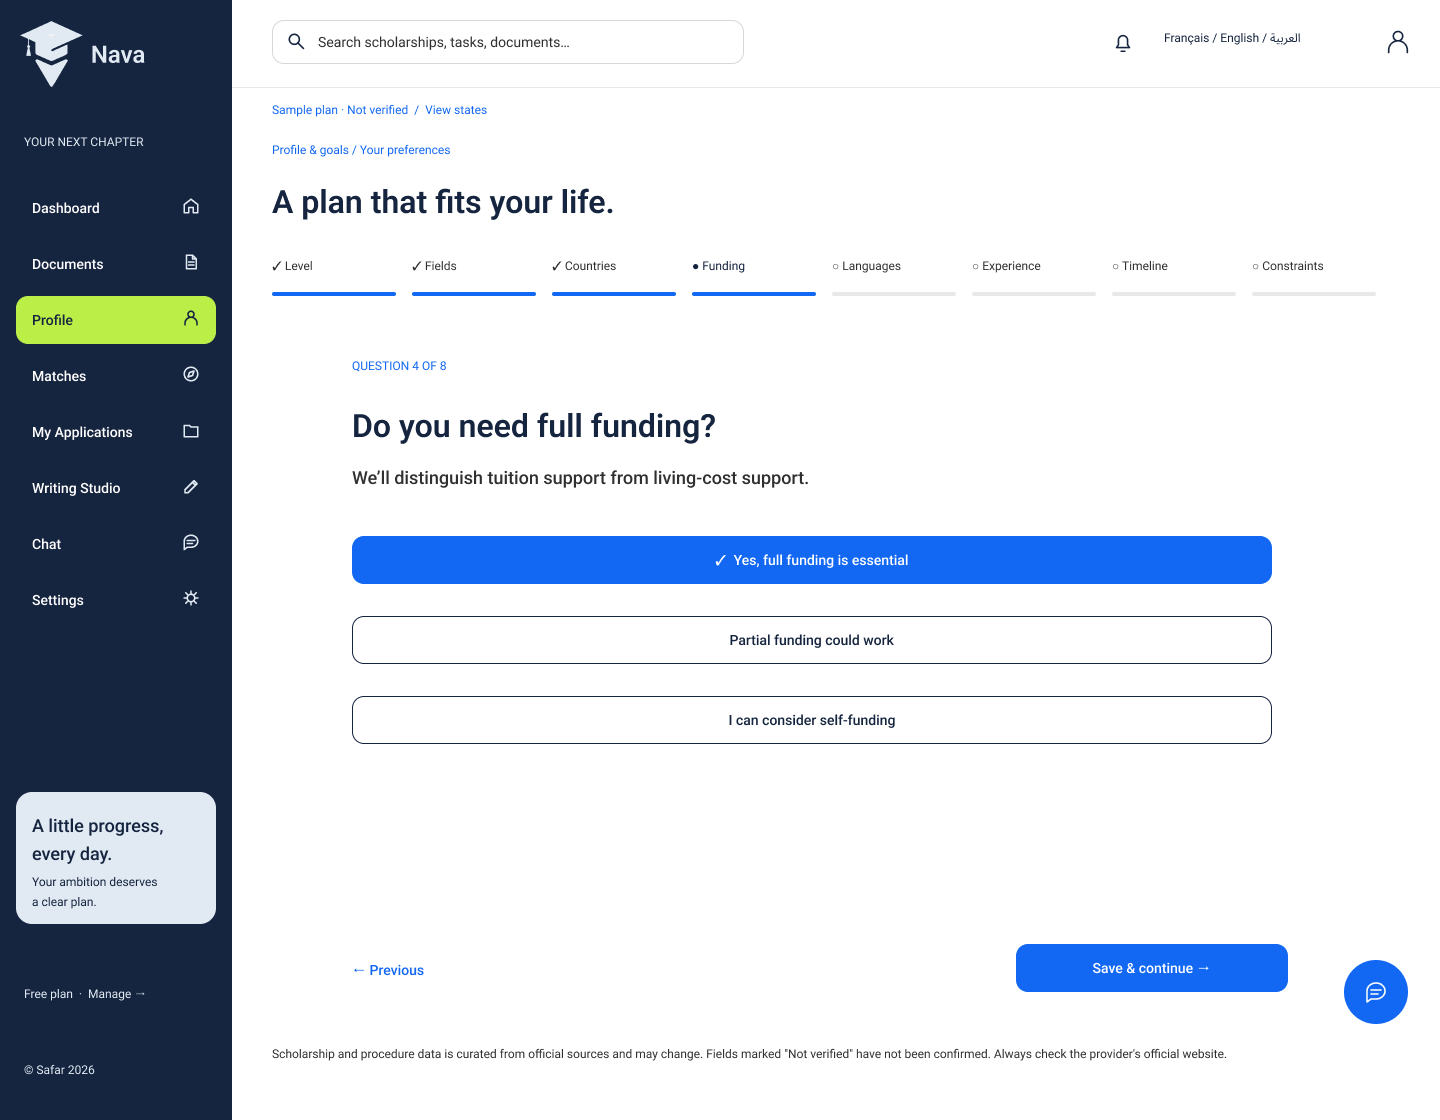 Nava
YOUR NEXT CHAPTER
Dashboard
Documents
Profile
Matches
My Applications
Writing Studio
Chat
Settings
A little progress,
every day.
Your ambition deserves
a clear plan.
Free plan · Manage →
© Safar 2026
Search scholarships, tasks, documents…
Français / English / العربية
Sample plan · Not verified / View states
Profile & goals / Your preferences
A plan that fits your life.
✓ Level
✓ Fields
✓ Countries
● Funding
○ Languages
○ Experience
○ Timeline
○ Constraints
QUESTION 4 OF 8
Do you need full funding?
We’ll distinguish tuition support from living-cost support.
✓ Yes, full funding is essential
Partial funding could work
I can consider self-funding
← Previous
Save & continue →
Scholarship and procedure data is curated from official sources and may change. Fields marked "Not verified" have not been confirmed. Always check the provider's official website.